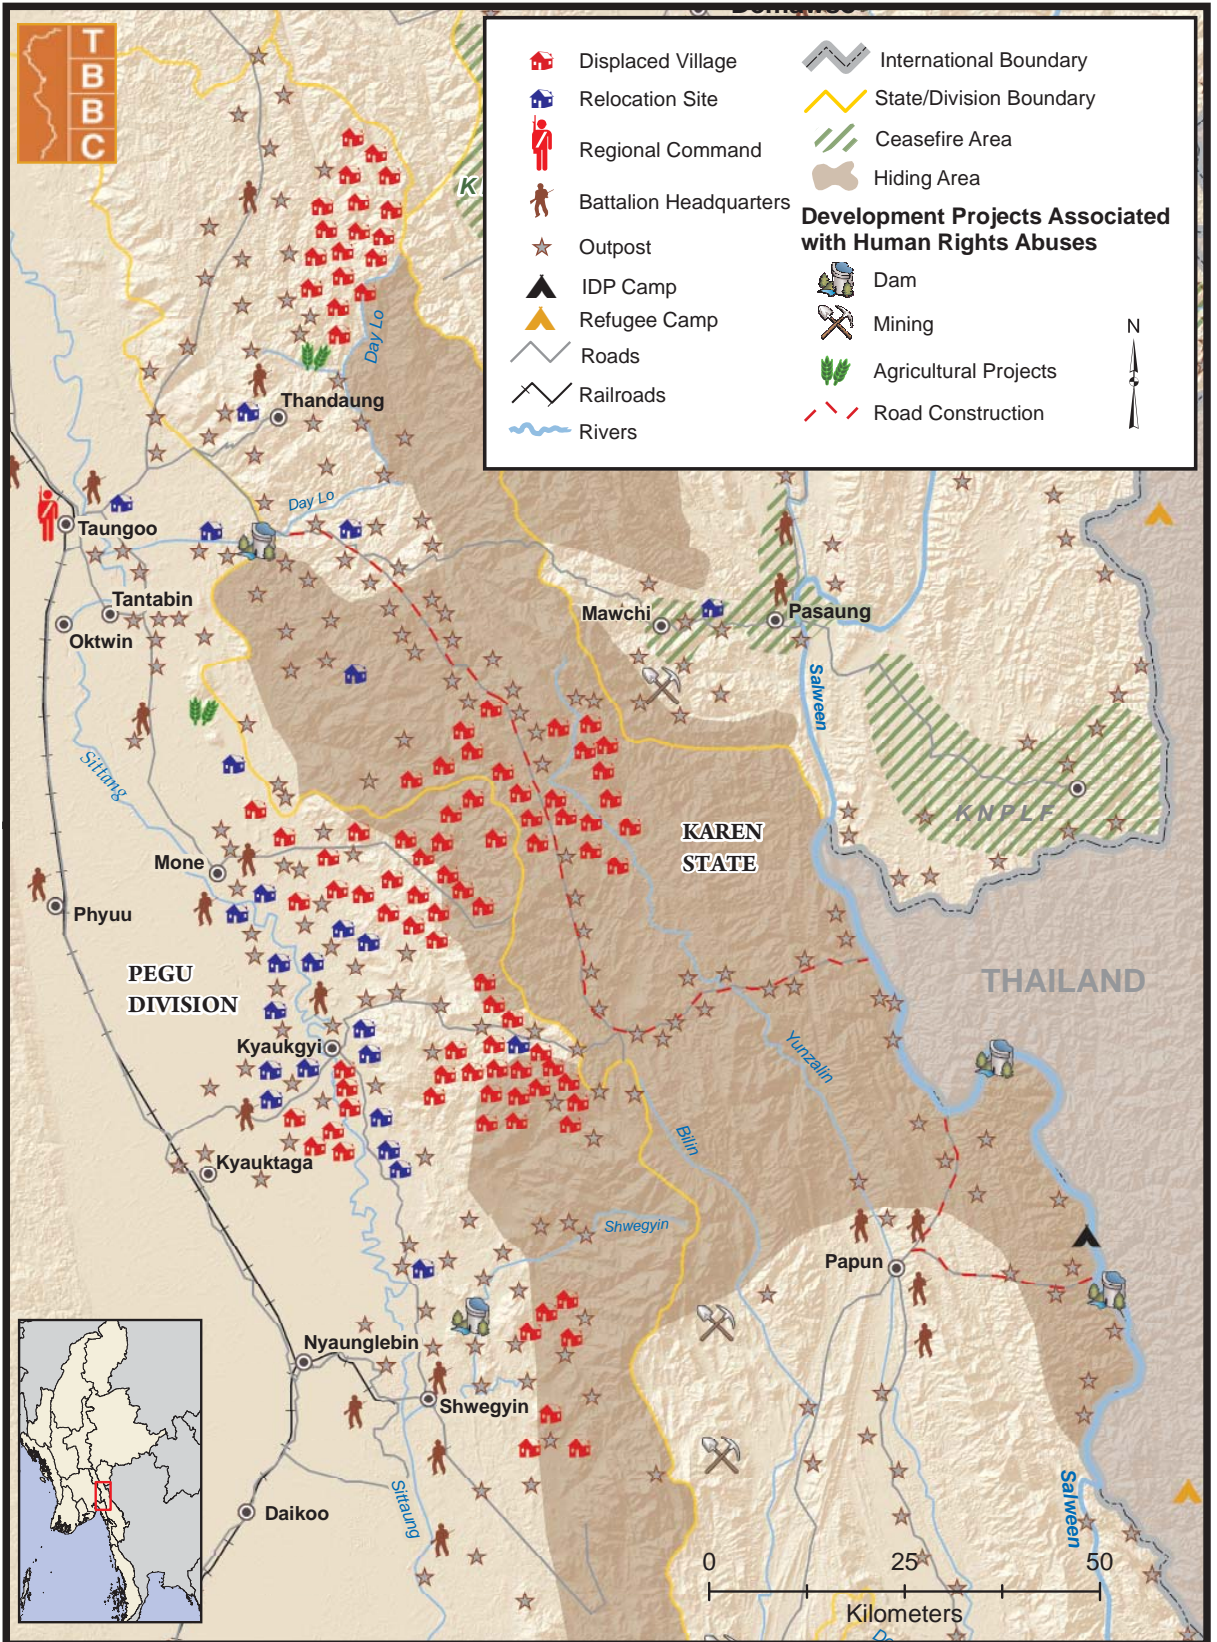 T
B
B
C
Displaced Village
Relocation Site
Regional Command
Battalion Headquarters
Outpost
IDP Camp
Refugee Camp
Roads
Railroads
Rivers
International Boundary
State/Division Boundary
Ceasefire Area
Hiding Area
Development Projects Associated
with Human Rights Abuses
Dam
Mining
Agricultural Projects
Road Construction
N
K
Day Lo
Thandaung
Day Lo
Taungoo
Tantabin
Oktwin
Mawchi
Pasaung
Salween
Sittang
KNPLF
KAREN
STATE
Mone
Phyuu
PEGU
DIVISION
THAILAND
Kyaukgyi
Yunzalin
Bilin
Kyauktaga
Shwegyin
Papun
Nyaunglebin
Shwegyin
Sittaung
Daikoo
Salween
0 25 50
Kilometers